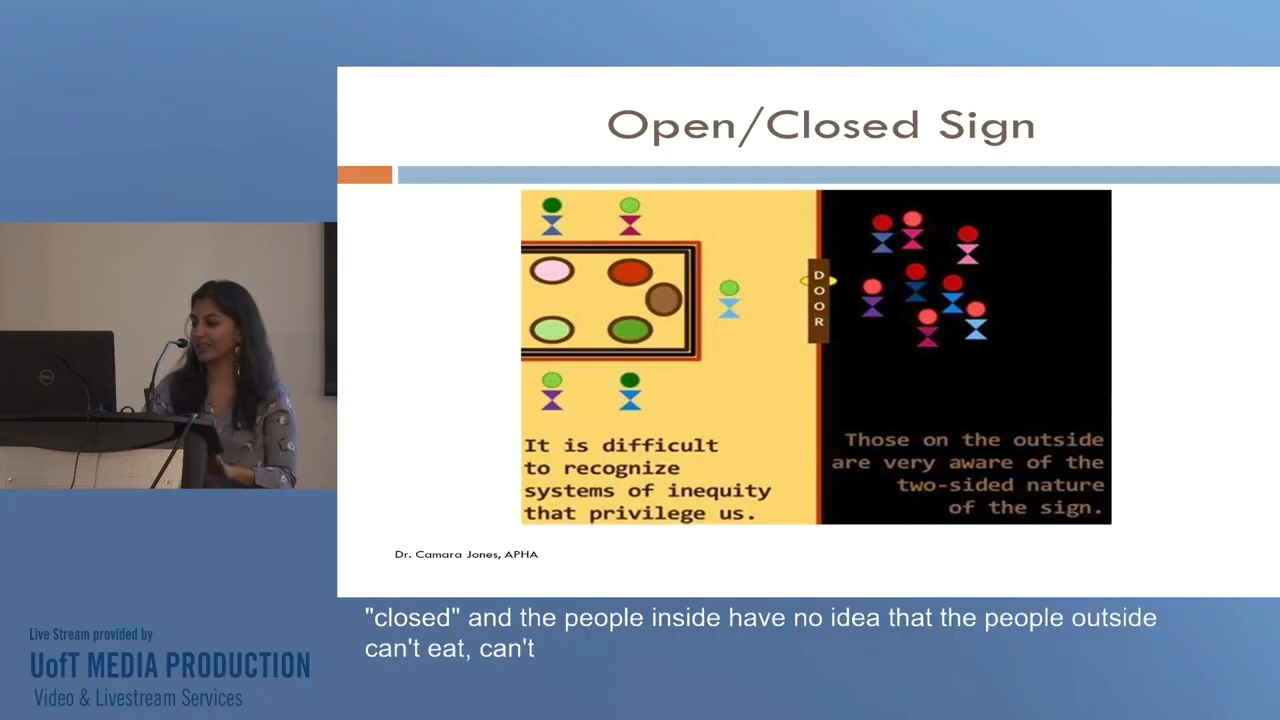 Open/Closed Sign
DOOR
It is difficult
to recognize
systems of inequity
that privilege us.
Those on the outside
are very aware of the
two-sided nature
of the sign.
Dr. Camara Jones, APHA
"closed" and the people inside have no idea that the people outside
can't eat, can't
Live Stream provided by
UofT MEDIA PRODUCTION
Video & Livestream Services